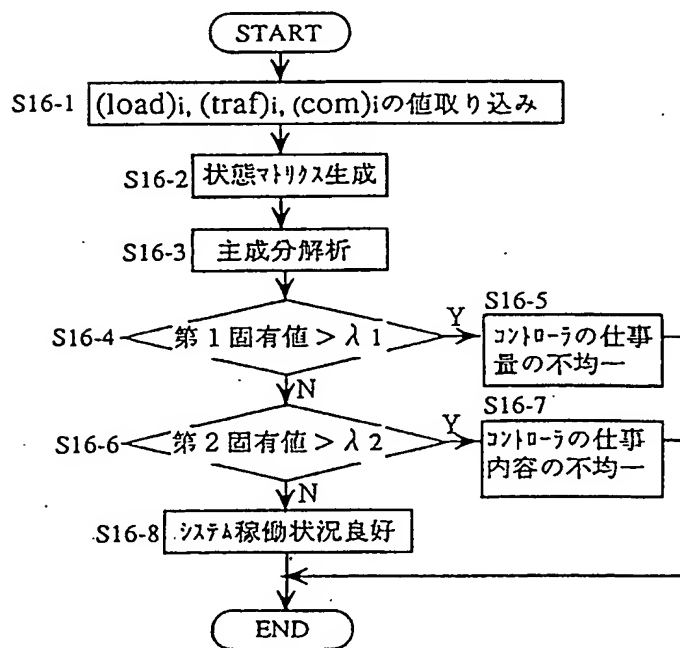 START
S16-1 (load)i, (traf)i, (com)iの値取り込み
S16-2 状態ﾏﾄﾘｸｽ生成
S16-3 主成分解析
S16-4 第1固有値>λ1
Y
S16-5
ｺﾝﾄﾛｰﾗの仕事
量の不均一
N
S16-6 第2固有値>λ2
Y
S16-7
ｺﾝﾄﾛｰﾗの仕事
内容の不均一
N
S16-8 ｼｽﾃﾑ稼働状況良好
END